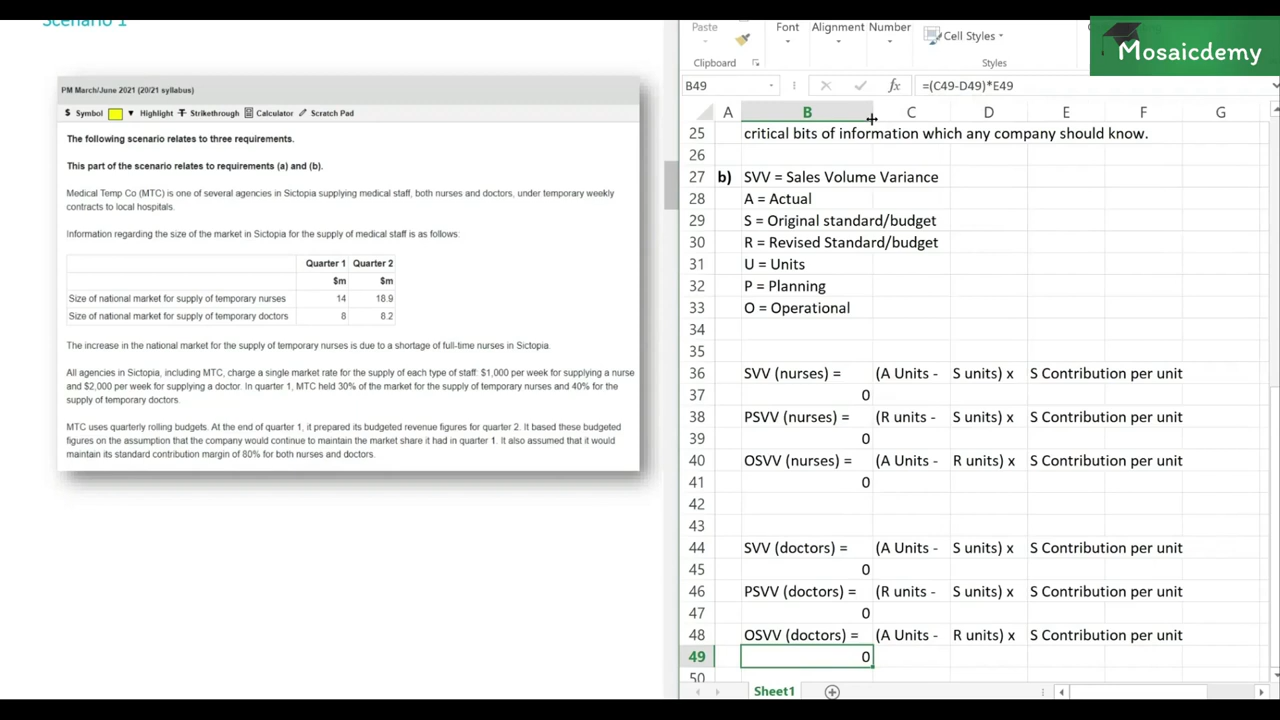 Scenario 1
PM March/June 2021 (20/21 syllabus)
$ Symbol ▼ Highlight Strikethrough Calculator Scratch Pad
The following scenario relates to three requirements.
This part of the scenario relates to requirements (a) and (b).
Medical Temp Co (MTC) is one of several agencies in Sictopia supplying medical staff, both nurses and doctors, under temporary weekly
contracts to local hospitals.
Information regarding the size of the market in Sictopia for the supply of medical staff is as follows:
Quarter 1 Quarter 2
$m $m
Size of national market for supply of temporary nurses 14 18.9
Size of national market for supply of temporary doctors 8 8.2
The increase in the national market for the supply of temporary nurses is due to a shortage of full-time nurses in Sictopia.
All agencies in Sictopia, including MTC, charge a single market rate for the supply of each type of staff: $1,000 per week for supplying a nurse
and $2,000 per week for supplying a doctor. In quarter 1, MTC held 30% of the market for the supply of temporary nurses and 40% for the
supply of temporary doctors.
MTC uses quarterly rolling budgets. At the end of quarter 1, it prepared its budgeted revenue figures for quarter 2. It based these budgeted
figures on the assumption that the company would continue to maintain the market share it had in quarter 1. It also assumed that it would
maintain its standard contribution margin of 80% for both nurses and doctors.
Paste Font Alignment Number Cell Styles
Clipboard Styles
Mosaicdemy
B49 fx =(C49-D49)*E49
A B C D E F G
25 critical bits of information which any company should know.
26
27 b) SVV = Sales Volume Variance
28 A = Actual
29 S = Original standard/budget
30 R = Revised Standard/budget
31 U = Units
32 P = Planning
33 O = Operational
34
35
36 SVV (nurses) = (A Units - S units) x S Contribution per unit
37 0
38 PSVV (nurses) = (R units - S units) x S Contribution per unit
39 0
40 OSVV (nurses) = (A Units - R units) x S Contribution per unit
41 0
42
43
44 SVV (doctors) = (A Units - S units) x S Contribution per unit
45 0
46 PSVV (doctors) = (R units - S units) x S Contribution per unit
47 0
48 OSVV (doctors) = (A Units - R units) x S Contribution per unit
49 0
50
Sheet1